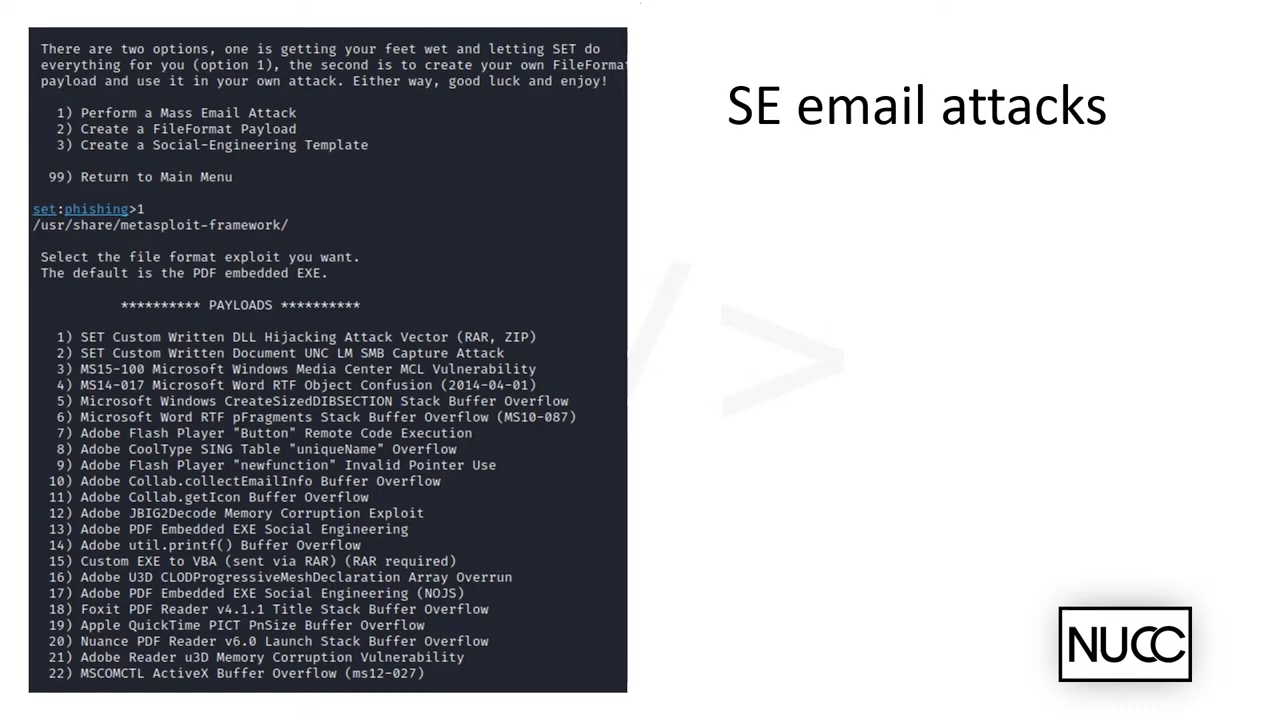 There are two options, one is getting your feet wet and letting SET do
everything for you (option 1), the second is to create your own FileFormat
payload and use it in your own attack. Either way, good luck and enjoy!
1) Perform a Mass Email Attack
2) Create a FileFormat Payload
3) Create a Social-Engineering Template
99) Return to Main Menu
set:phishing>1
/usr/share/metasploit-framework/
Select the file format exploit you want.
The default is the PDF embedded EXE.
********** PAYLOADS **********
1) SET Custom Written DLL Hijacking Attack Vector (RAR, ZIP)
2) SET Custom Written Document UNC LM SMB Capture Attack
3) MS15-100 Microsoft Windows Media Center MCL Vulnerability
4) MS14-017 Microsoft Word RTF Object Confusion (2014-04-01)
5) Microsoft Windows CreateSizedDIBSECTION Stack Buffer Overflow
6) Microsoft Word RTF pFragments Stack Buffer Overflow (MS10-087)
7) Adobe Flash Player "Button" Remote Code Execution
8) Adobe CoolType SING Table "uniqueName" Overflow
9) Adobe Flash Player "newfunction" Invalid Pointer Use
10) Adobe Collab.collectEmailInfo Buffer Overflow
11) Adobe Collab.getIcon Buffer Overflow
12) Adobe JBIG2Decode Memory Corruption Exploit
13) Adobe PDF Embedded EXE Social Engineering
14) Adobe util.printf() Buffer Overflow
15) Custom EXE to VBA (sent via RAR) (RAR required)
16) Adobe U3D CLODProgressiveMeshDeclaration Array Overrun
17) Adobe PDF Embedded EXE Social Engineering (NOJS)
18) Foxit PDF Reader v4.1.1 Title Stack Buffer Overflow
19) Apple QuickTime PICT PnSize Buffer Overflow
20) Nuance PDF Reader v6.0 Launch Stack Buffer Overflow
21) Adobe Reader u3D Memory Corruption Vulnerability
22) MSCOMCTL ActiveX Buffer Overflow (ms12-027)
SE email attacks
/>
NUCC